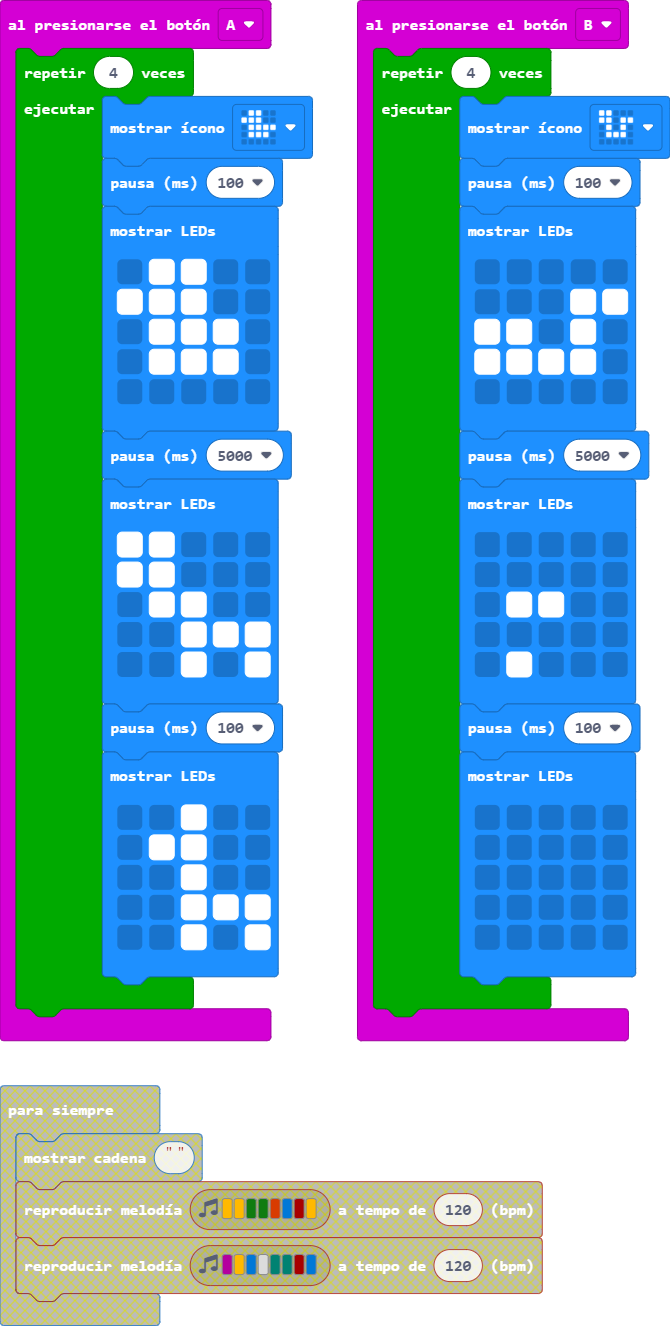 al presionarse el botón A
repetir 4 veces
ejecutar
mostrar ícono
pausa (ms) 100
mostrar LEDs
pausa (ms) 5000
mostrar LEDs
pausa (ms) 100
mostrar LEDs
al presionarse el botón B
repetir 4 veces
ejecutar
mostrar ícono
pausa (ms) 100
mostrar LEDs
pausa (ms) 5000
mostrar LEDs
pausa (ms) 100
mostrar LEDs
para siempre
mostrar cadena " "
reproducir melodía a tempo de 120 (bpm)
reproducir melodía a tempo de 120 (bpm)